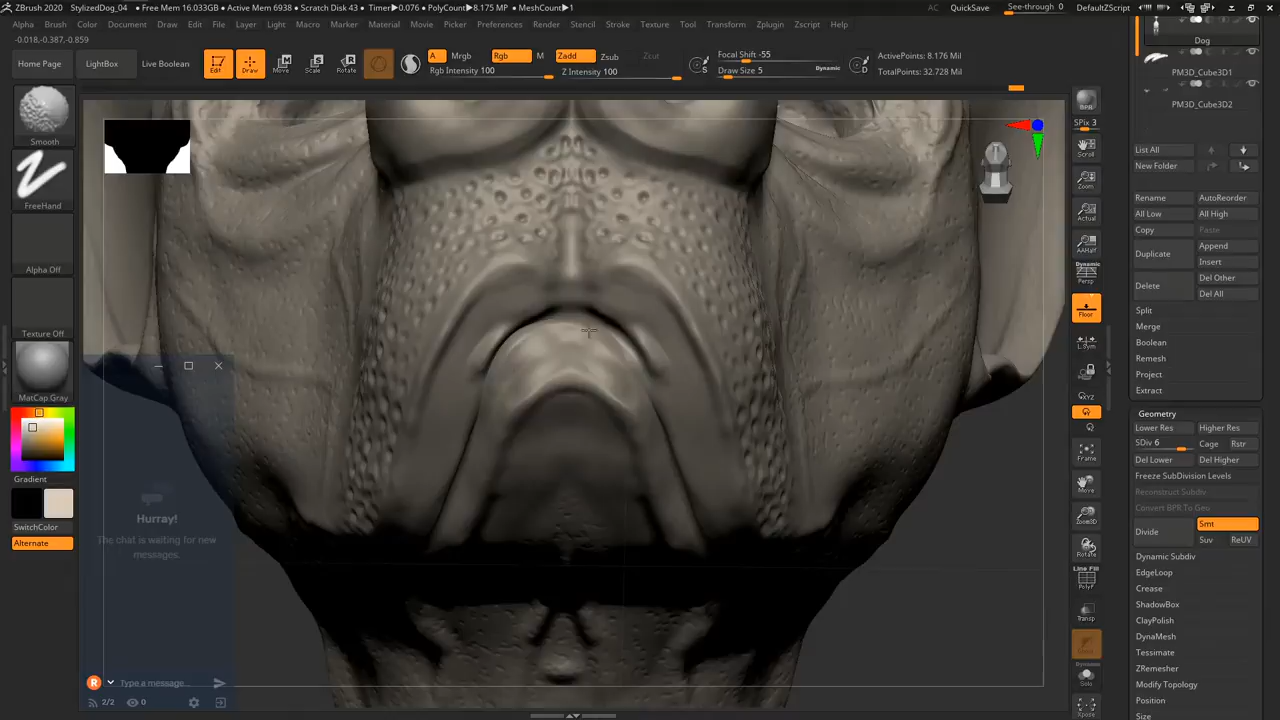 ZBrush 2020 StylizedDog_04 • Free Mem 16.033GB • Active Mem 6938 • Scratch Disk 43 • Timer▶0.076 • PolyCount▶8.175 MP • MeshCount▶1
AC QuickSave See-through 0 Menus DefaultZScript
Alpha Brush Color Document Draw Edit File Layer Light Macro Marker Material Movie Picker Preferences Render Stencil Stroke Texture Tool Transform Zplugin Zscript Help
-0.018,-0.387,-0.859
Home Page LightBox Live Boolean
Edit Draw Move Scale Rotate
A Mrgb Rgb M Zadd Zsub Zcut
Rgb Intensity 100 Z Intensity 100
Focal Shift -55
Draw Size 5 Dynamic
S D
ActivePoints: 8.176 Mil
TotalPoints: 32.728 Mil
Smooth
FreeHand
Alpha Off
Texture Off
MatCap Gray
Gradient
SwitchColor
Alternate
Hurray!
The chat is waiting for new
messages.
R Type a message...
2/2 0
BPR
SPix 3
Scroll
Zoom
Actual
AAHalf
Dynamic
Persp
Floor
L.Sym
Frame
Move
Zoom3D
Rotate
Line Fill
PolyF
Transp
Dynamic
Solo
Xpose
Dog
PM3D_Cube3D1
PM3D_Cube3D2
List All
New Folder
Rename AutoReorder
All Low All High
Copy Paste
Duplicate Append
Insert
Delete Del Other
Del All
Split
Merge
Boolean
Remesh
Project
Extract
Geometry
Lower Res Higher Res
SDiv 6 Cage Rstr
Del Lower Del Higher
Freeze SubDivision Levels
Reconstruct Subdiv
Convert BPR To Geo
Divide Smt
Suv ReUV
Dynamic Subdiv
EdgeLoop
Crease
ShadowBox
ClayPolish
DynaMesh
Tessimate
ZRemesher
Modify Topology
Position
Size